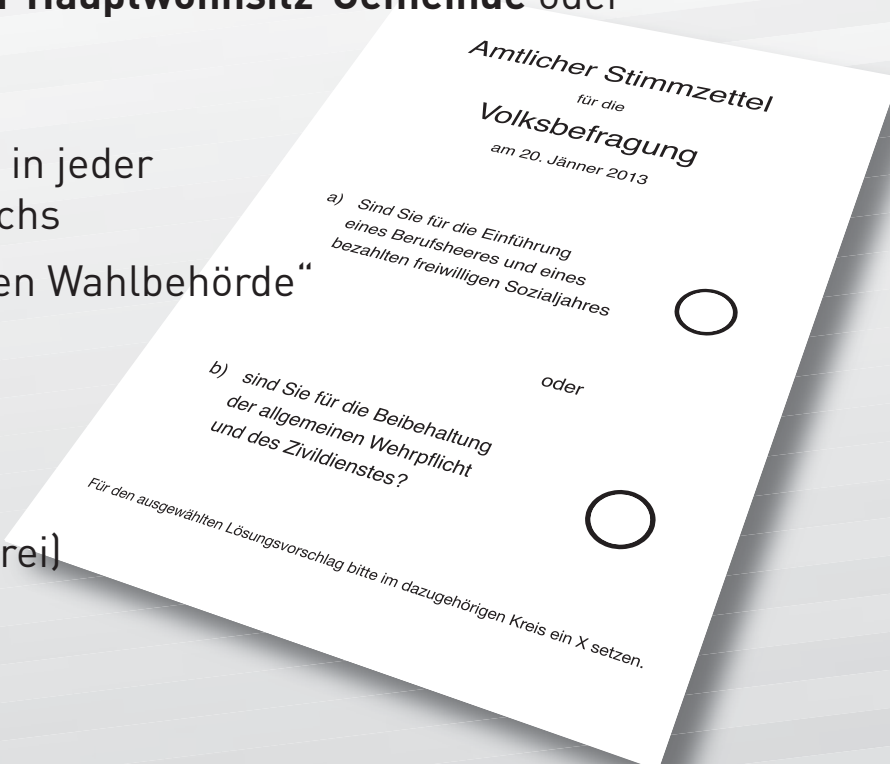 Hauptwohnsitz-Gemeinde oder
in jeder
chs
en Wahlbehörde“
rei)
Amtlicher Stimmzettel
für die
Volksbefragung
am 20. Jänner 2013
a) Sind Sie für die Einführung
eines Berufsheeres und eines
bezahlten freiwilligen Sozialjahres
oder
b) sind Sie für die Beibehaltung
der allgemeinen Wehrpflicht
und des Zivildienstes?
Für den ausgewählten Lösungsvorschlag bitte im dazugehörigen Kreis ein X setzen.